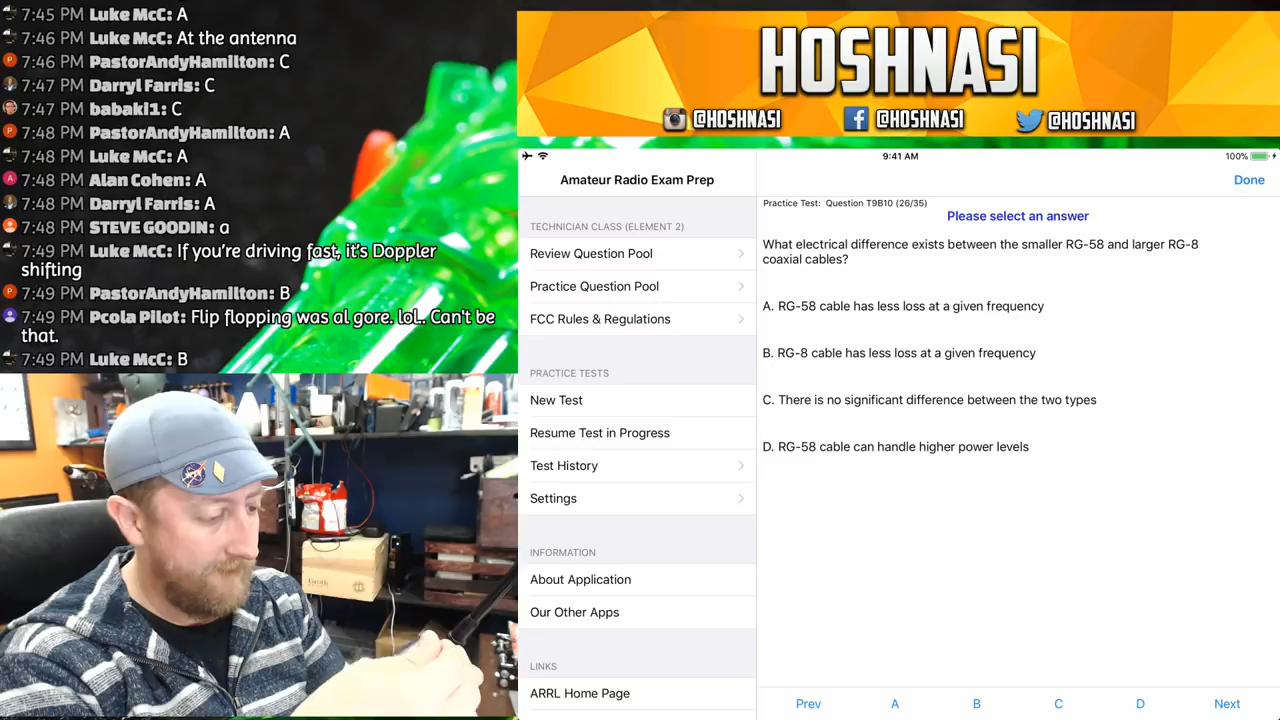 7:45 PM Luke McC: A
7:46 PM Luke McC: At the antenna
7:46 PM PastorAndyHamilton: C
7:47 PM Darryl Farris: C
7:47 PM babakl1: C
7:48 PM PastorAndyHamilton: A
7:48 PM Luke McC: A
7:48 PM Alan Cohen: A
7:48 PM Darryl Farris: A
7:48 PM STEVE GOODIN: a
7:49 PM Luke McC: If you're driving fast, it's Doppler
shifting
7:49 PM PastorAndyHamilton: B
7:49 PM Pcola Pilot: Flip flopping was al gore. lol.. Can't be
that.
7:49 PM Luke McC: B
HOSHNASI
@HOSHNASI @HOSHNASI @HOSHNASI
9:41 AM
100%
Amateur Radio Exam Prep
TECHNICIAN CLASS (ELEMENT 2)
Review Question Pool
Practice Question Pool
FCC Rules & Regulations
PRACTICE TESTS
New Test
Resume Test in Progress
Test History
Settings
INFORMATION
About Application
Our Other Apps
LINKS
ARRL Home Page
Done
Practice Test: Question T9B10 (26/35)
Please select an answer
What electrical difference exists between the smaller RG-58 and larger RG-8
coaxial cables?
A. RG-58 cable has less loss at a given frequency
B. RG-8 cable has less loss at a given frequency
C. There is no significant difference between the two types
D. RG-58 cable can handle higher power levels
Prev A B C D Next